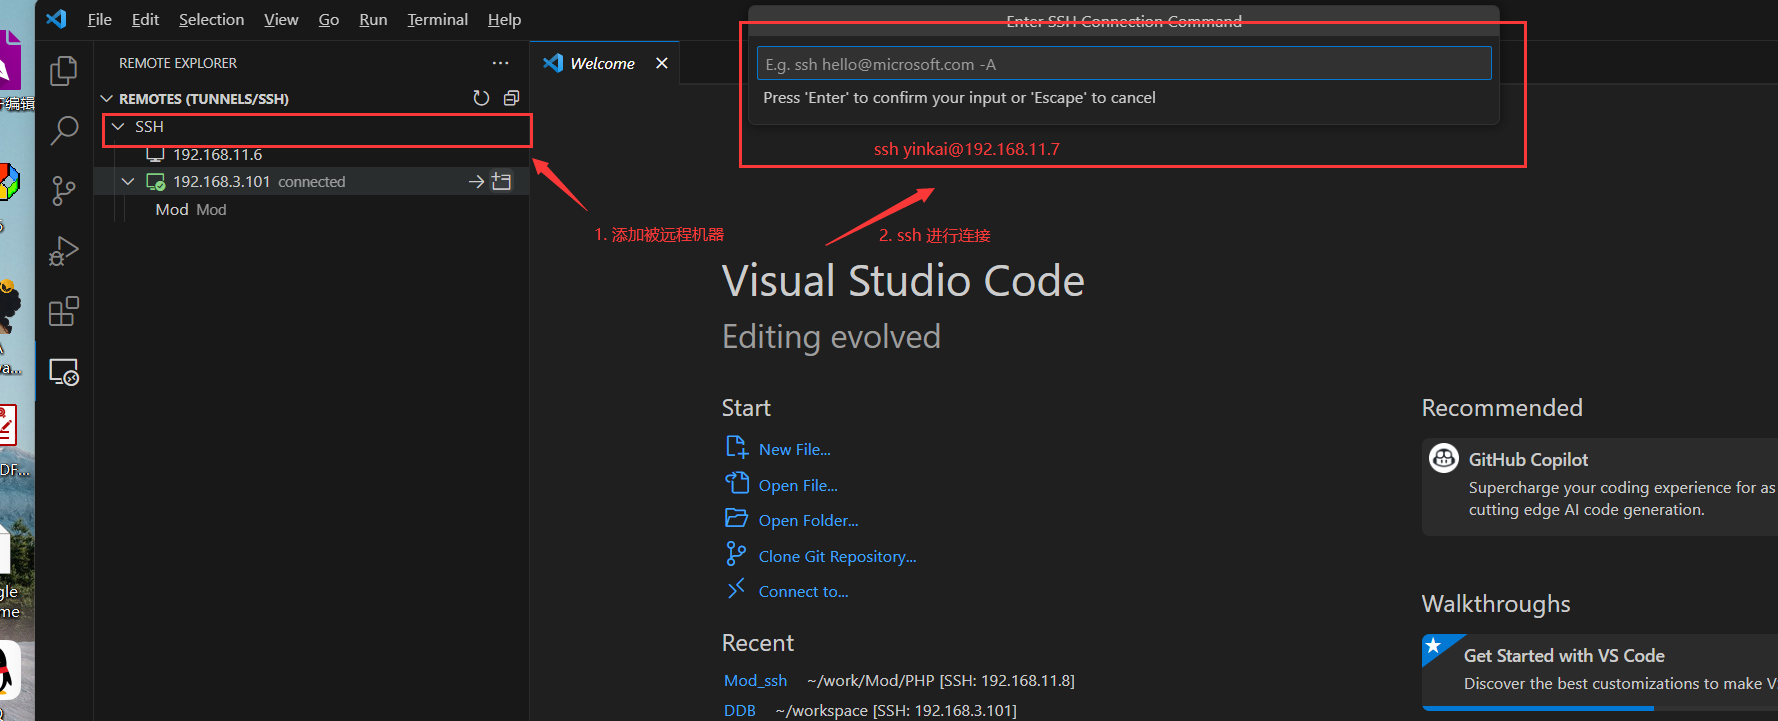 File Edit Selection View Go Run Terminal Help
Enter SSH Connection Command
E.g. ssh hello@microsoft.com -A
Press 'Enter' to confirm your input or 'Escape' to cancel
ssh yinkai@192.168.11.7
REMOTE EXPLORER
REMOTES (TUNNELS/SSH)
SSH
192.168.11.6
192.168.3.101 connected
Mod Mod
Welcome
1. 添加被远程机器
2. ssh 进行连接
Visual Studio Code
Editing evolved
Start
New File...
Open File...
Open Folder...
Clone Git Repository...
Connect to...
Recent
Mod_ssh ~/work/Mod/PHP [SSH: 192.168.11.8]
DDB ~/workspace [SSH: 192.168.3.101]
Recommended
GitHub Copilot
Supercharge your coding experience for as
cutting edge AI code generation.
Walkthroughs
Get Started with VS Code
Discover the best customizations to make V
编辑
va...
DF...
gle
me